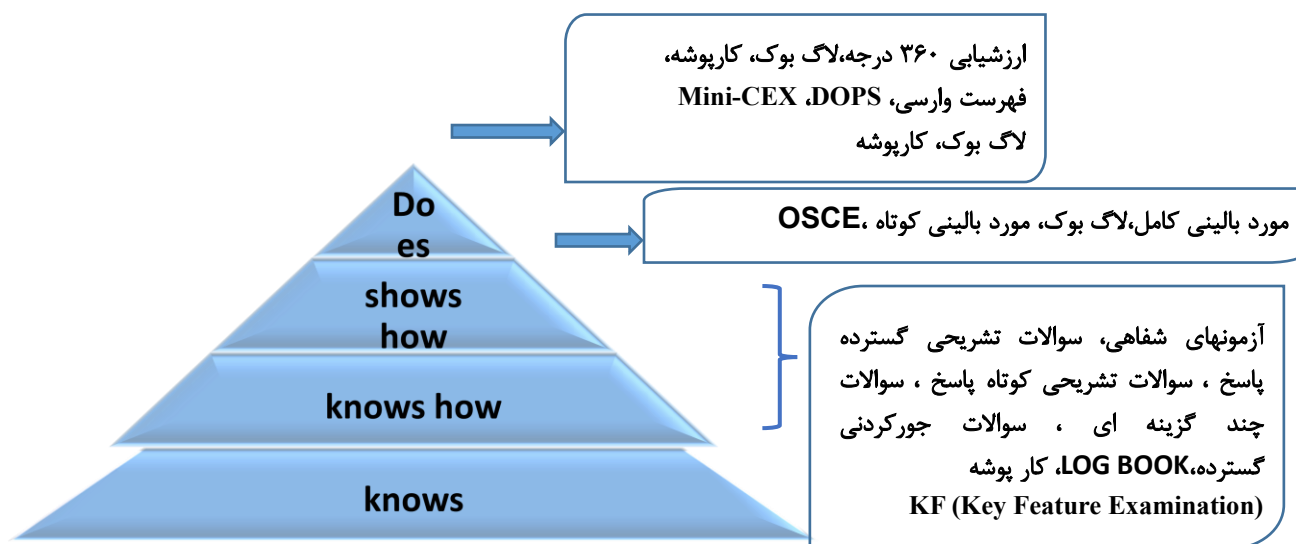 ارزشیابی ۳۶۰ درجه،لاگ بوک، کارپوشه،
فهرست وارسی، Mini-CEX ،DOPS
لاگ بوک، کارپوشه
مورد بالینی کامل،لاگ بوک، مورد بالینی کوتاه ،OSCE
آزمونهای شفاهی، سوالات تشریحی گسترده
پاسخ ، سوالات تشریحی کوتاه پاسخ ، سوالات
چند گزینه ای ، سوالات جورکردنی
گسترده،LOG BOOK، کار پوشه
KF (Key Feature Examination)
Do
es
shows
how
knows how
knows